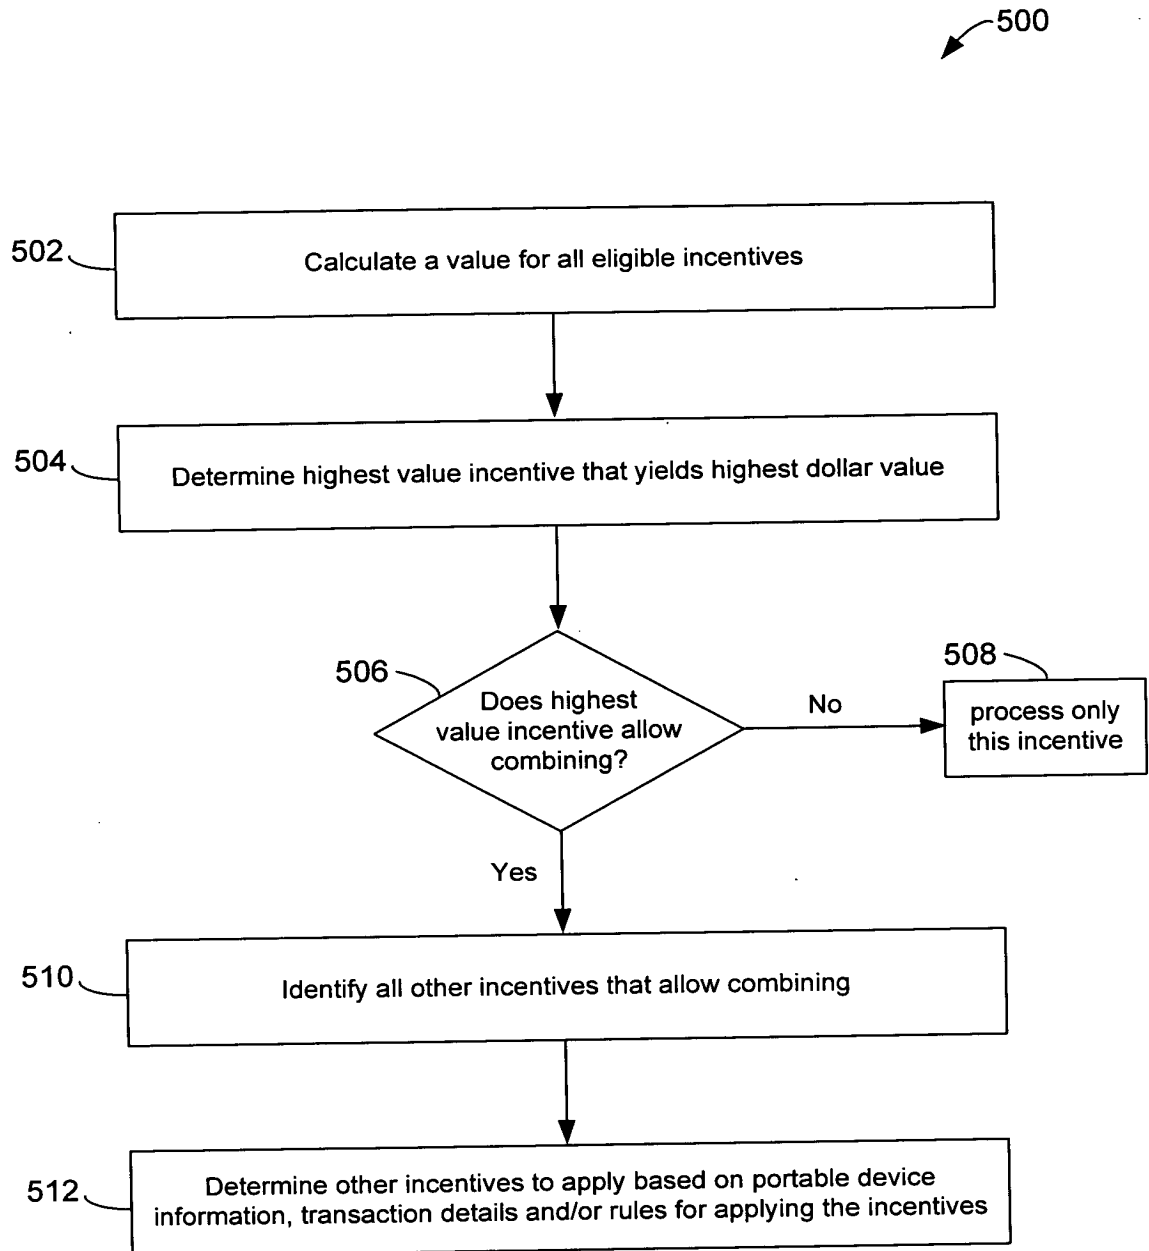 500
502
Calculate a value for all eligible incentives
504
Determine highest value incentive that yields highest dollar value
506
Does highest
value incentive allow
combining?
No
508
process only
this incentive
Yes
510
Identify all other incentives that allow combining
512
Determine other incentives to apply based on portable device
information, transaction details and/or rules for applying the incentives